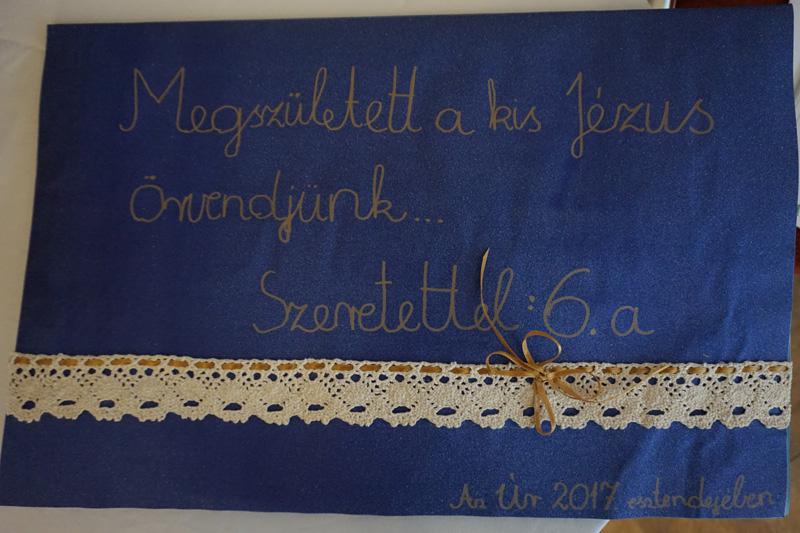 Megszületett a kis Jézus
Örvendjünk...
Szeretettel: 6. a
Az Úr 2017 esztendejében